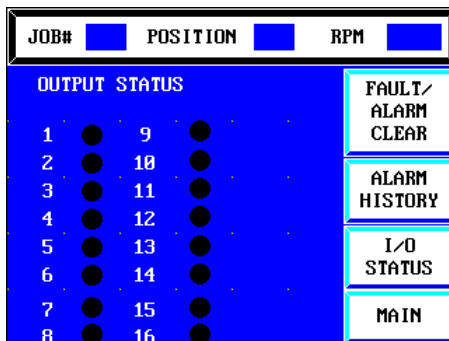 JOB# POSITION RPM
OUTPUT STATUS
1 9
2 10
3 11
4 12
5 13
6 14
7 15
8 16
FAULT/
ALARM
CLEAR
ALARM
HISTORY
I/O
STATUS
MAIN